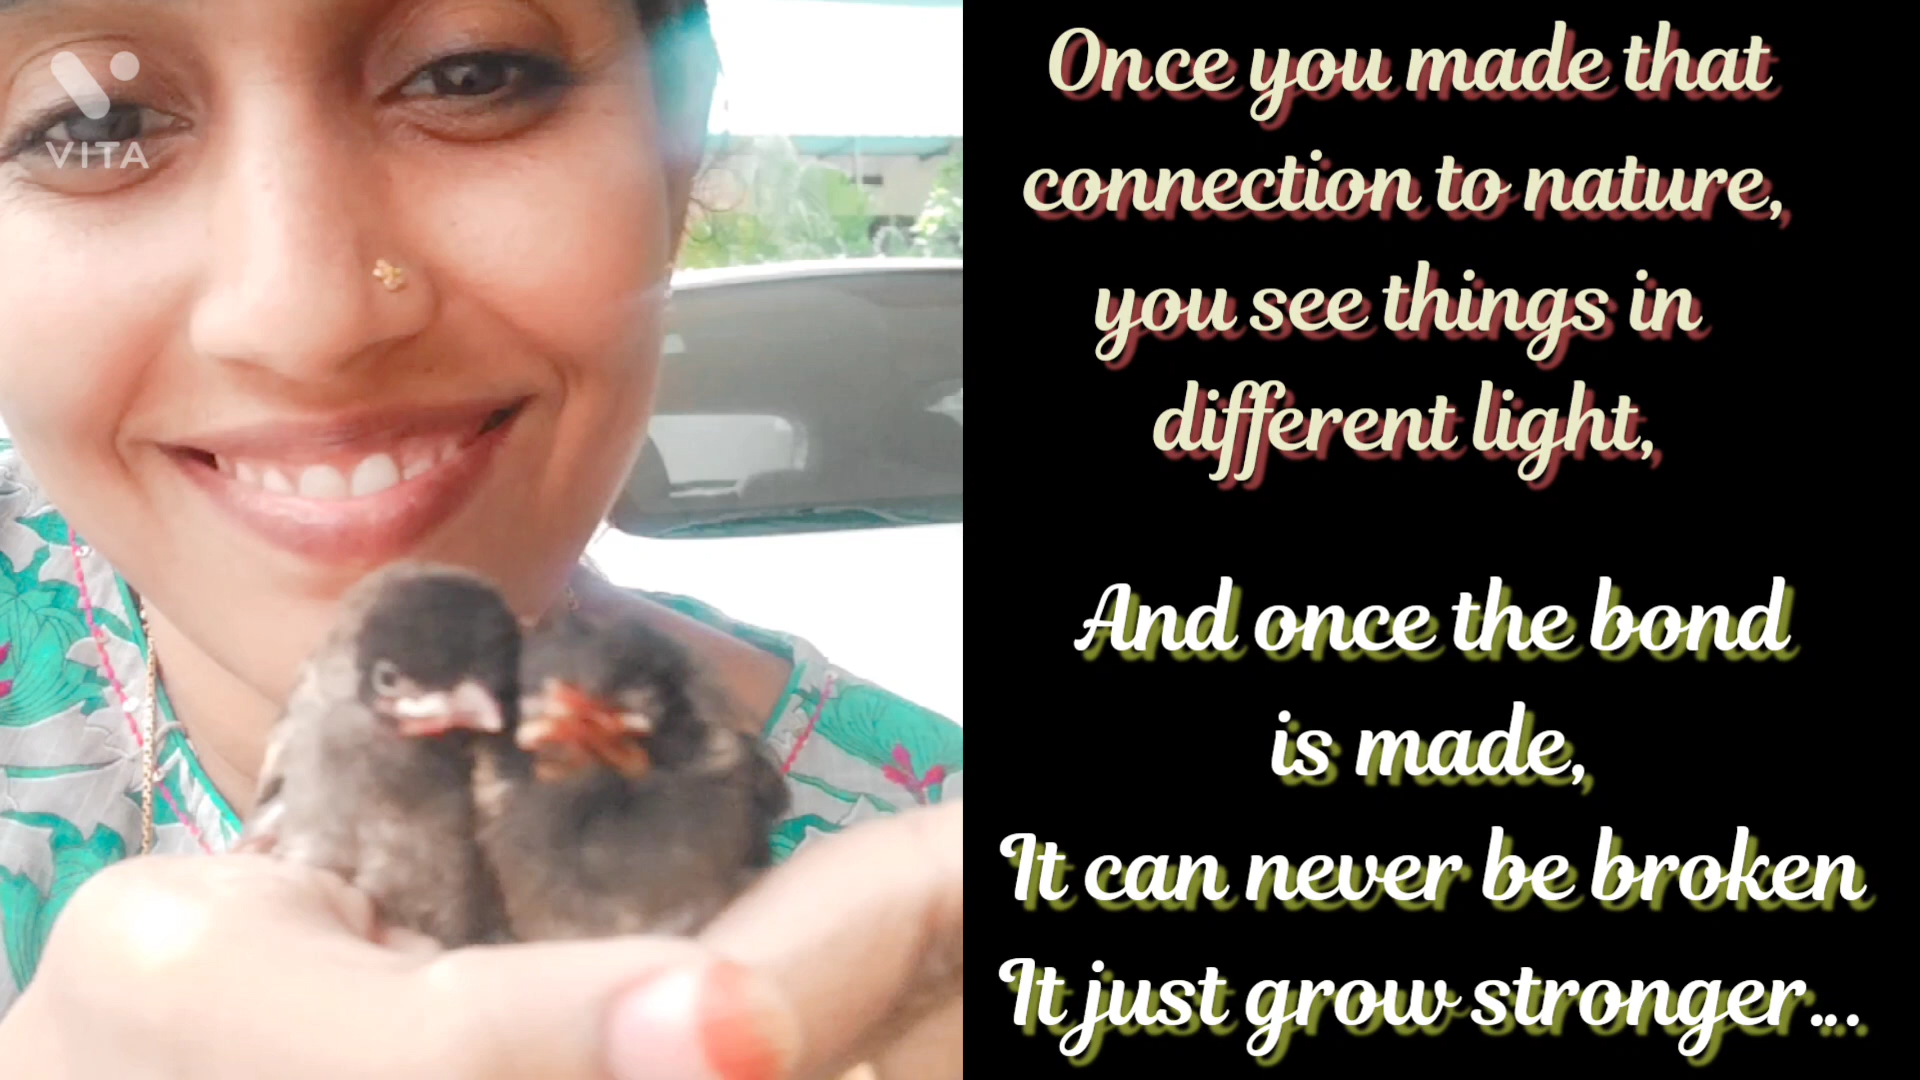 VITA
Once you made that
connection to nature,
you see things in
different light,
And once the bond
is made,
It can never be broken
It just grow stronger...